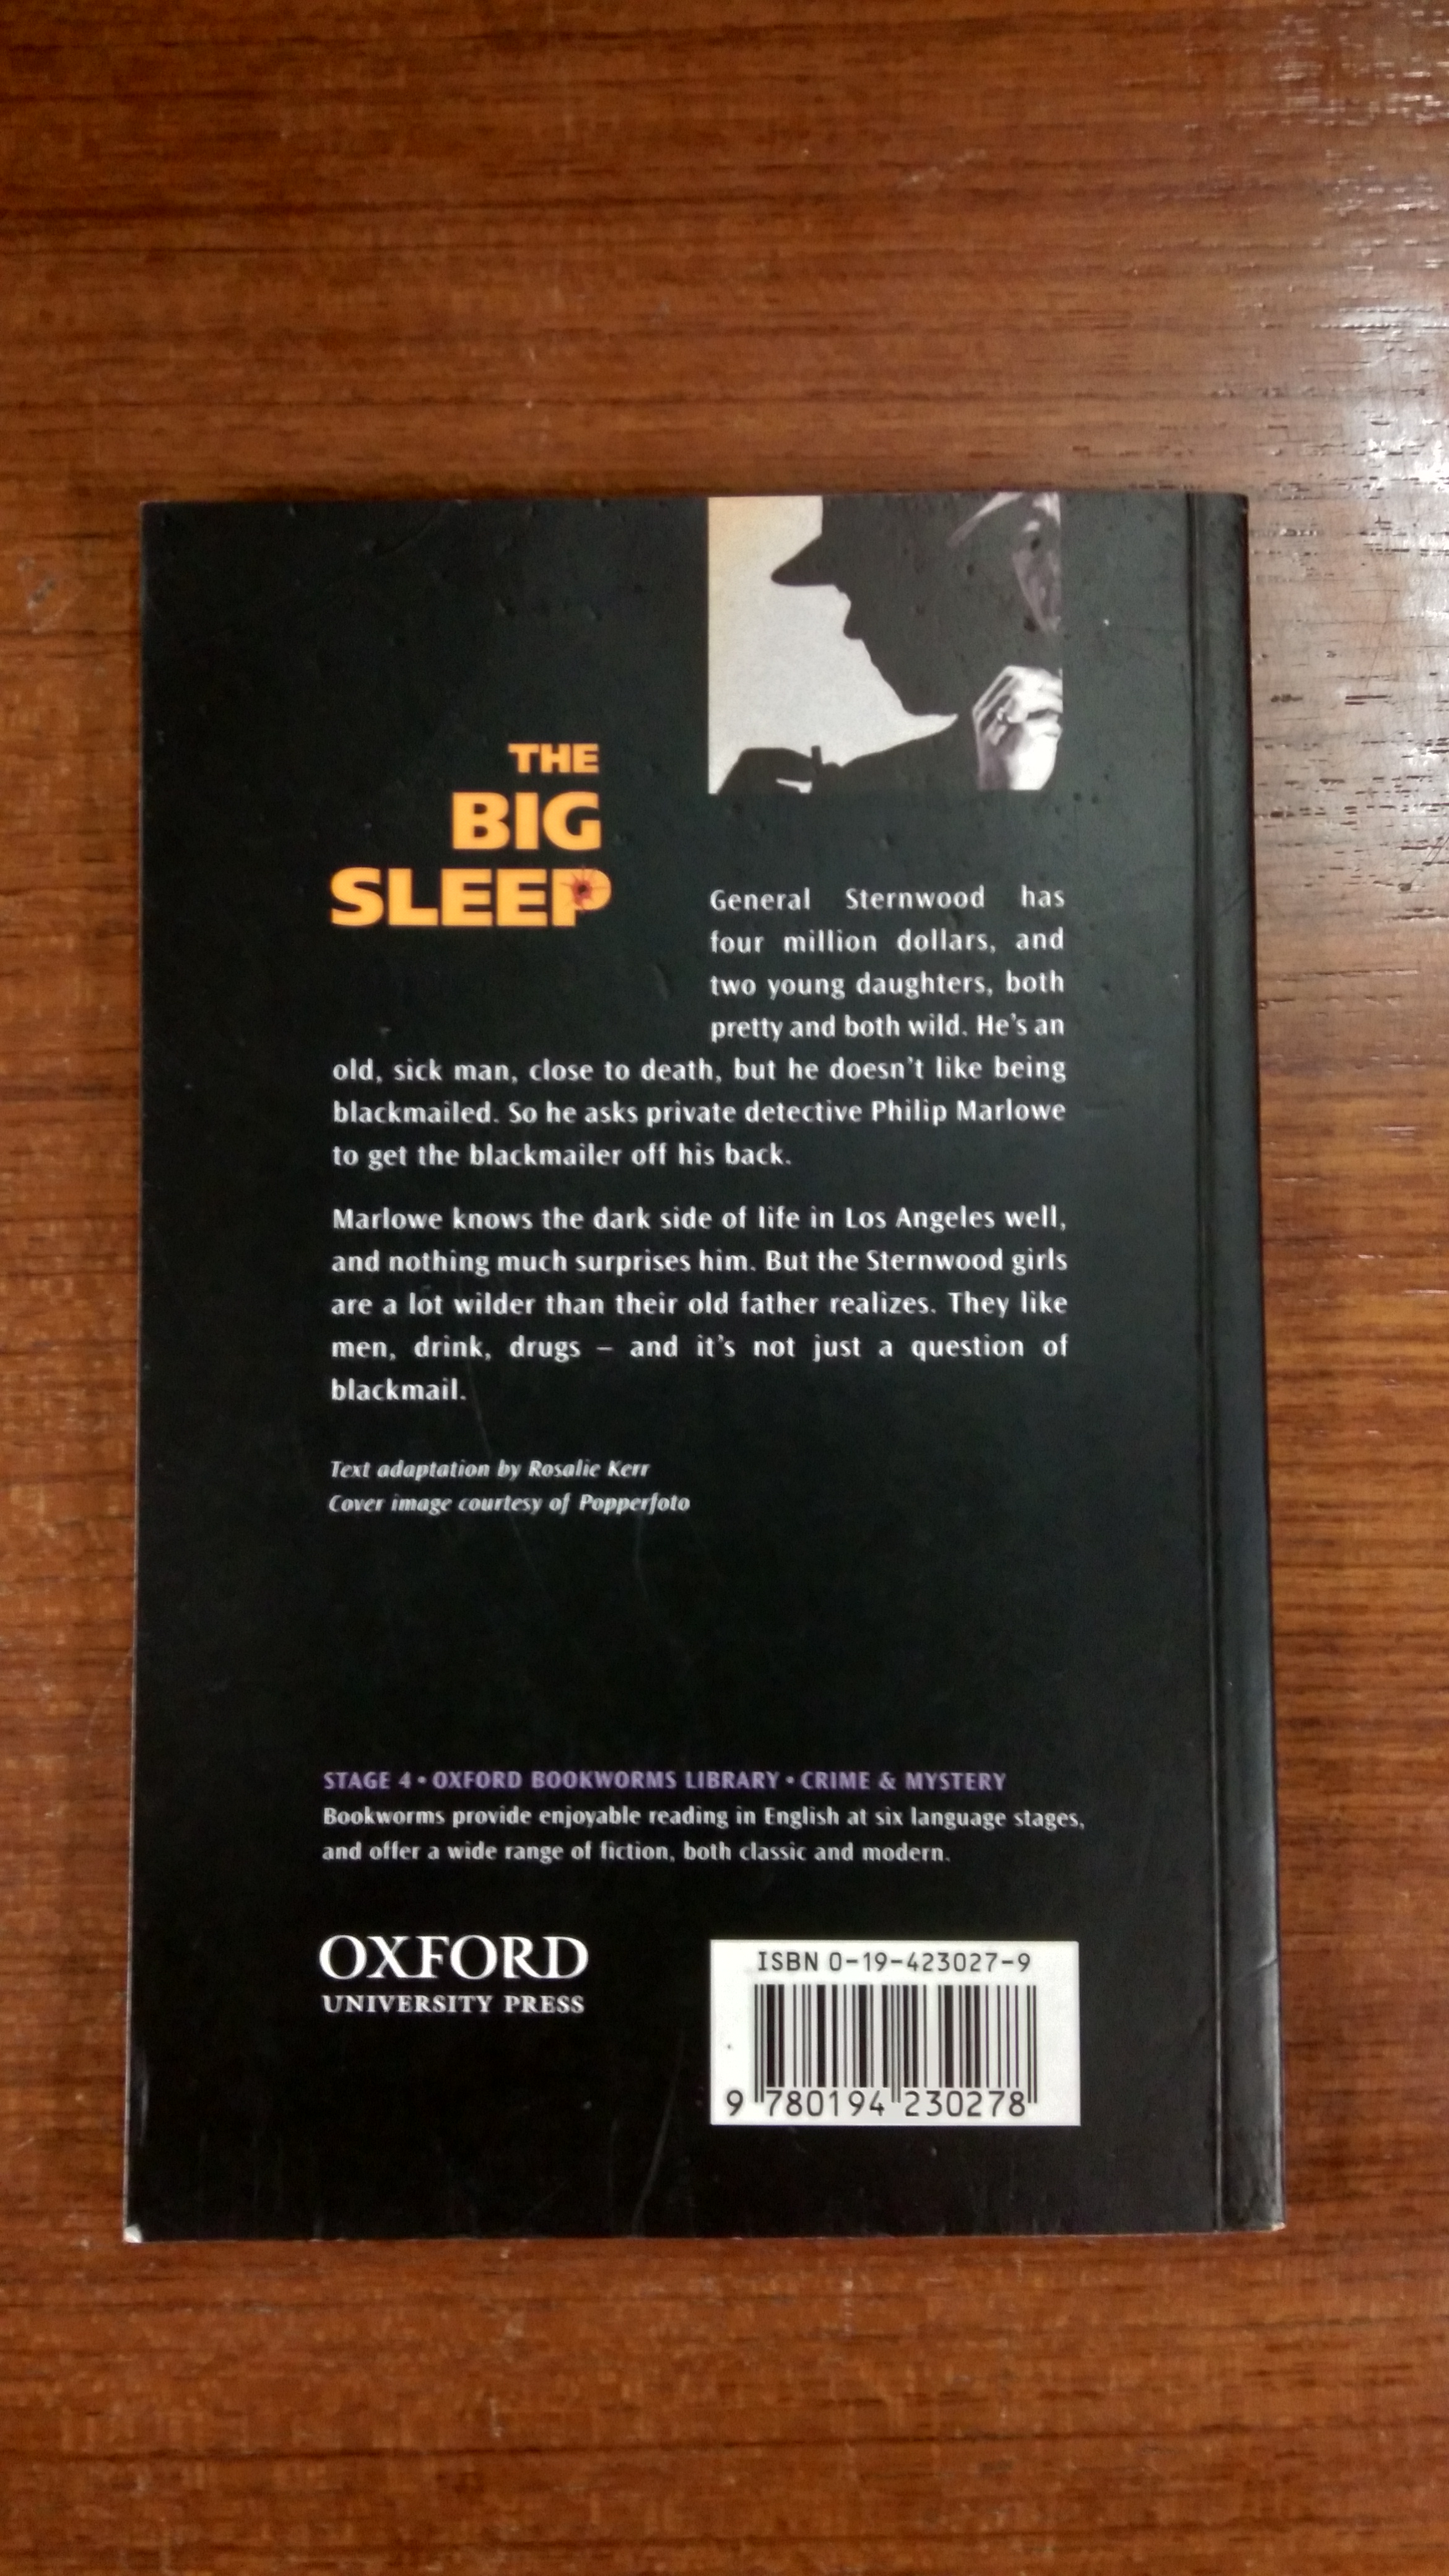 THE
BIG
SLEEP
General Sternwood has
four million dollars, and
two young daughters, both
pretty and both wild. He's an
old, sick man, close to death, but he doesn't like being
blackmailed. So he asks private detective Philip Marlowe
to get the blackmailer off his back.
Marlowe knows the dark side of life in Los Angeles well,
and nothing much surprises him. But the Sternwood girls
are a lot wilder than their old father realizes. They like
men, drink, drugs – and it's not just a question of
blackmail.
Text adaptation by Rosalie Kerr
Cover image courtesy of Popperfoto
STAGE 4 • OXFORD BOOKWORMS LIBRARY • CRIME & MYSTERY
Bookworms provide enjoyable reading in English at six language stages,
and offer a wide range of fiction, both classic and modern.
OXFORD
UNIVERSITY PRESS
ISBN 0-19-423027-9
9 780194 230278